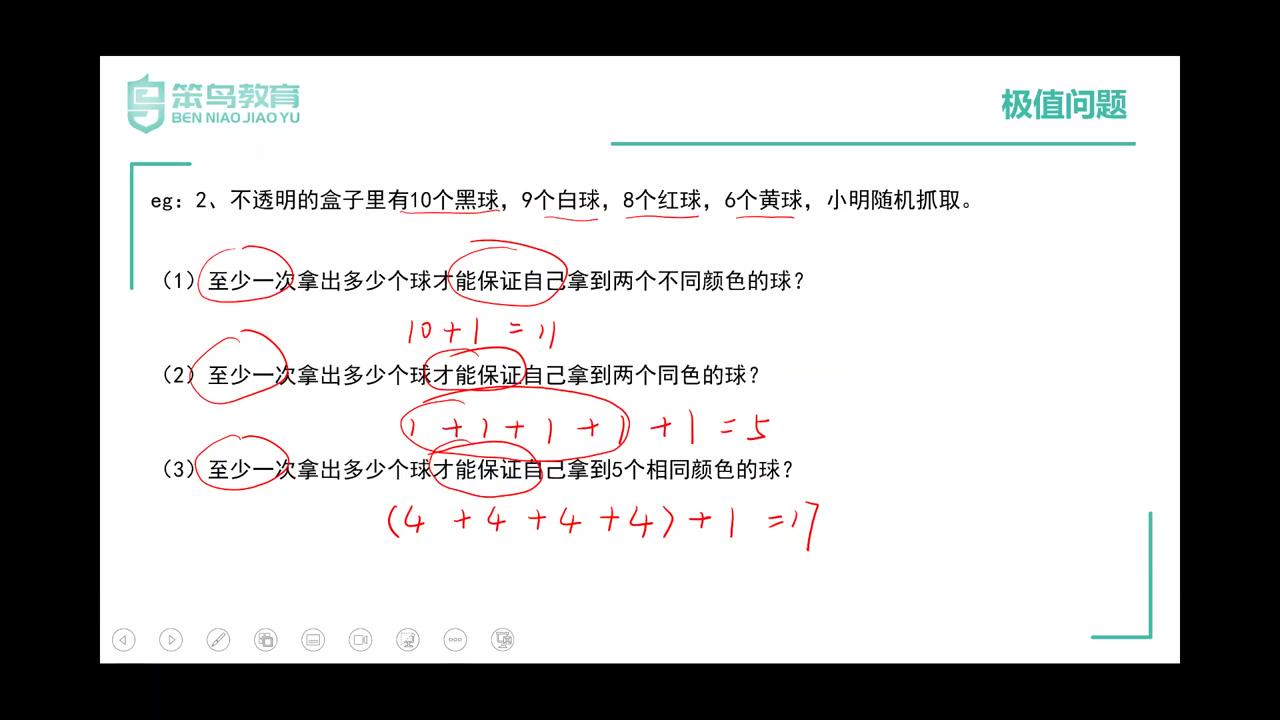 笨鸟教育
BEN NIAO JIAO YU
极值问题
eg：2、不透明的盒子里有10个黑球，9个白球，8个红球，6个黄球，小明随机抓取。
（1）至少一次拿出多少个球才能保证自己拿到两个不同颜色的球？
10+1=11
（2）至少一次拿出多少个球才能保证自己拿到两个同色的球？
1+1+1+1+1=5
（3）至少一次拿出多少个球才能保证自己拿到5个相同颜色的球？
(4+4+4+4)+1=17